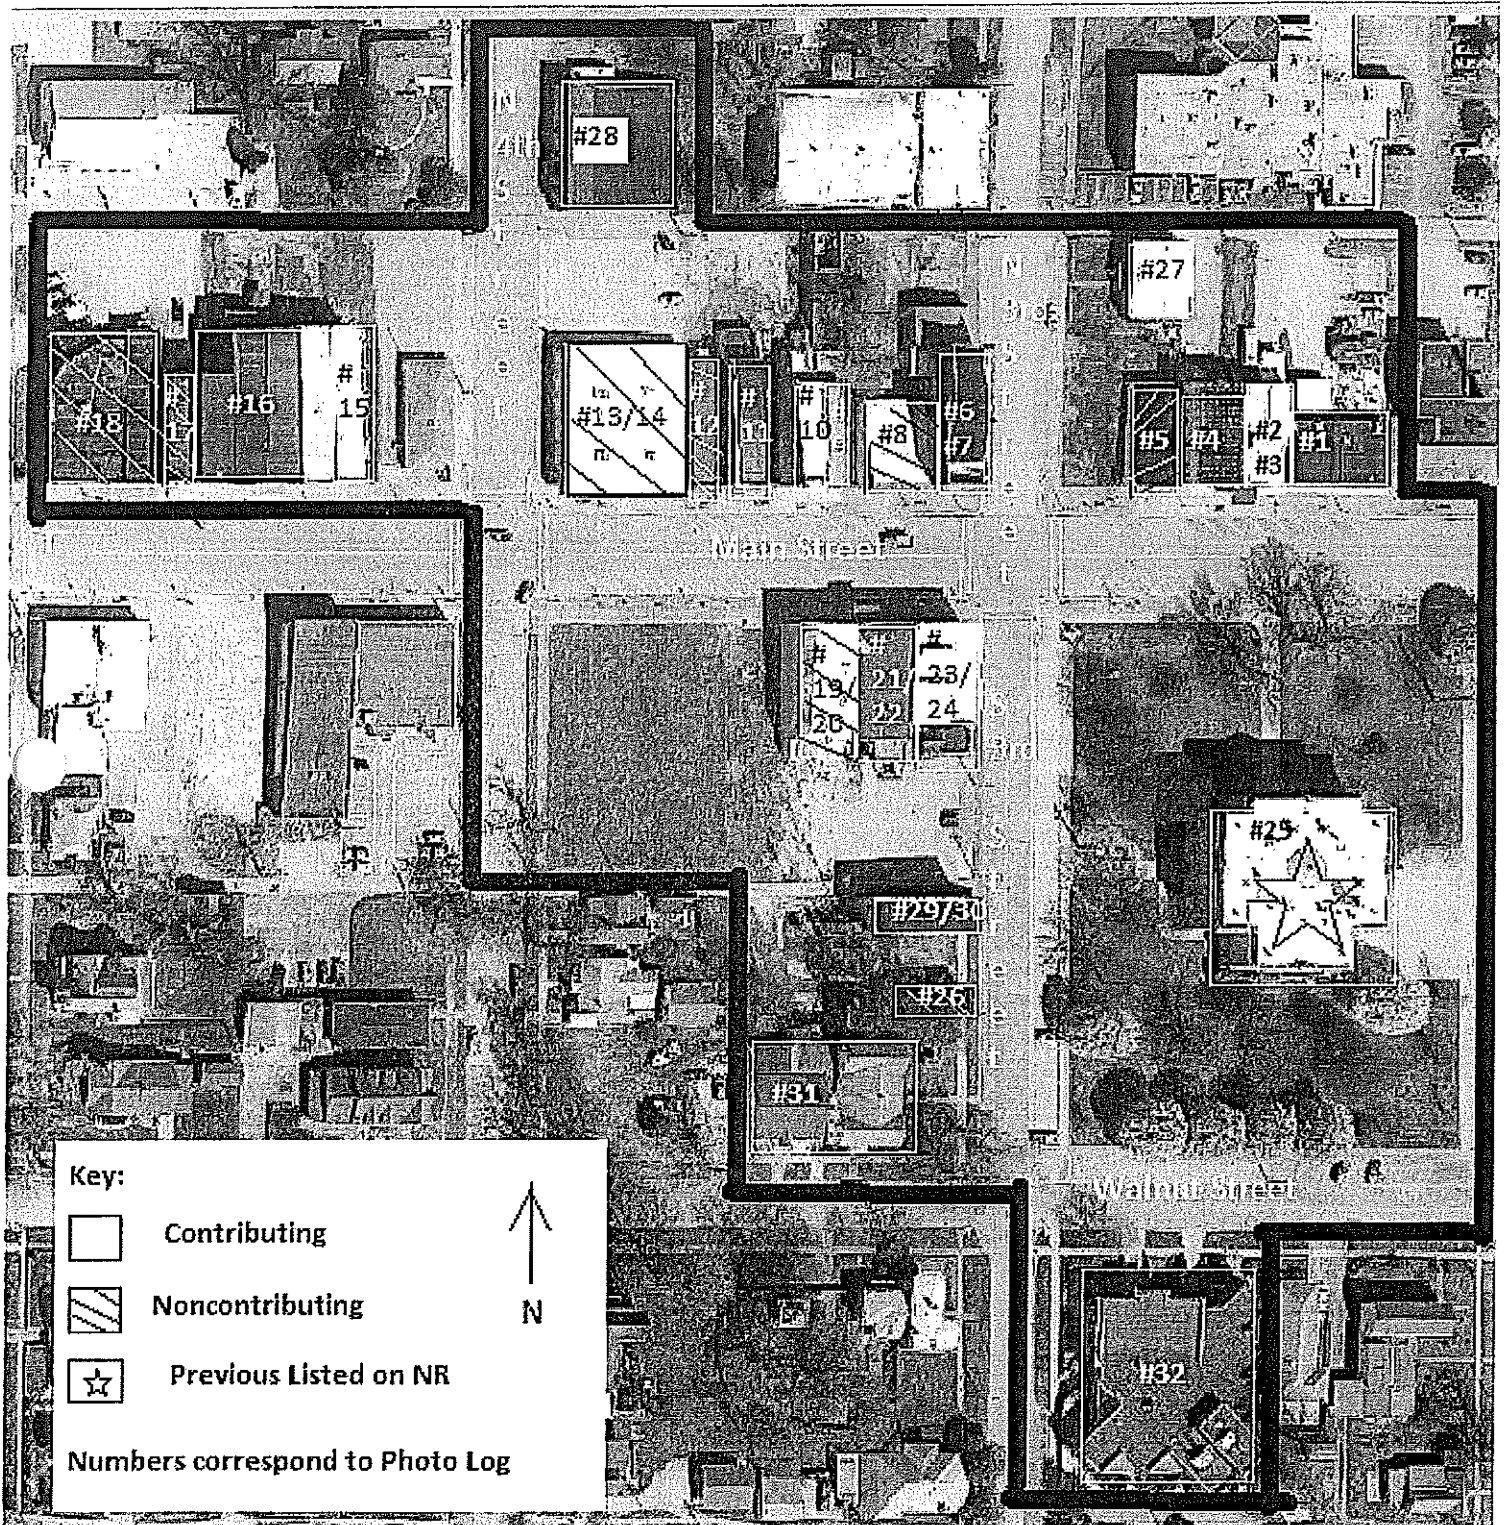 #28
N
4th
S
t
r
e
e
t
#27
N
3rd
S
t
r
e
e
t
#18
#
17
#16
#
15
#13/14
#
12
#
11
#
10
#8
#6
#7
#5
#4
#2
#3
#1
Main Street
#
19/
20
#
21/
22
#
23/
24
S
3rd
S
t
r
e
e
t
#25
#29/30
#26
#31
Walnut Street
#32
Key:
Contributing
Noncontributing
Previous Listed on NR
N
Numbers correspond to Photo Log